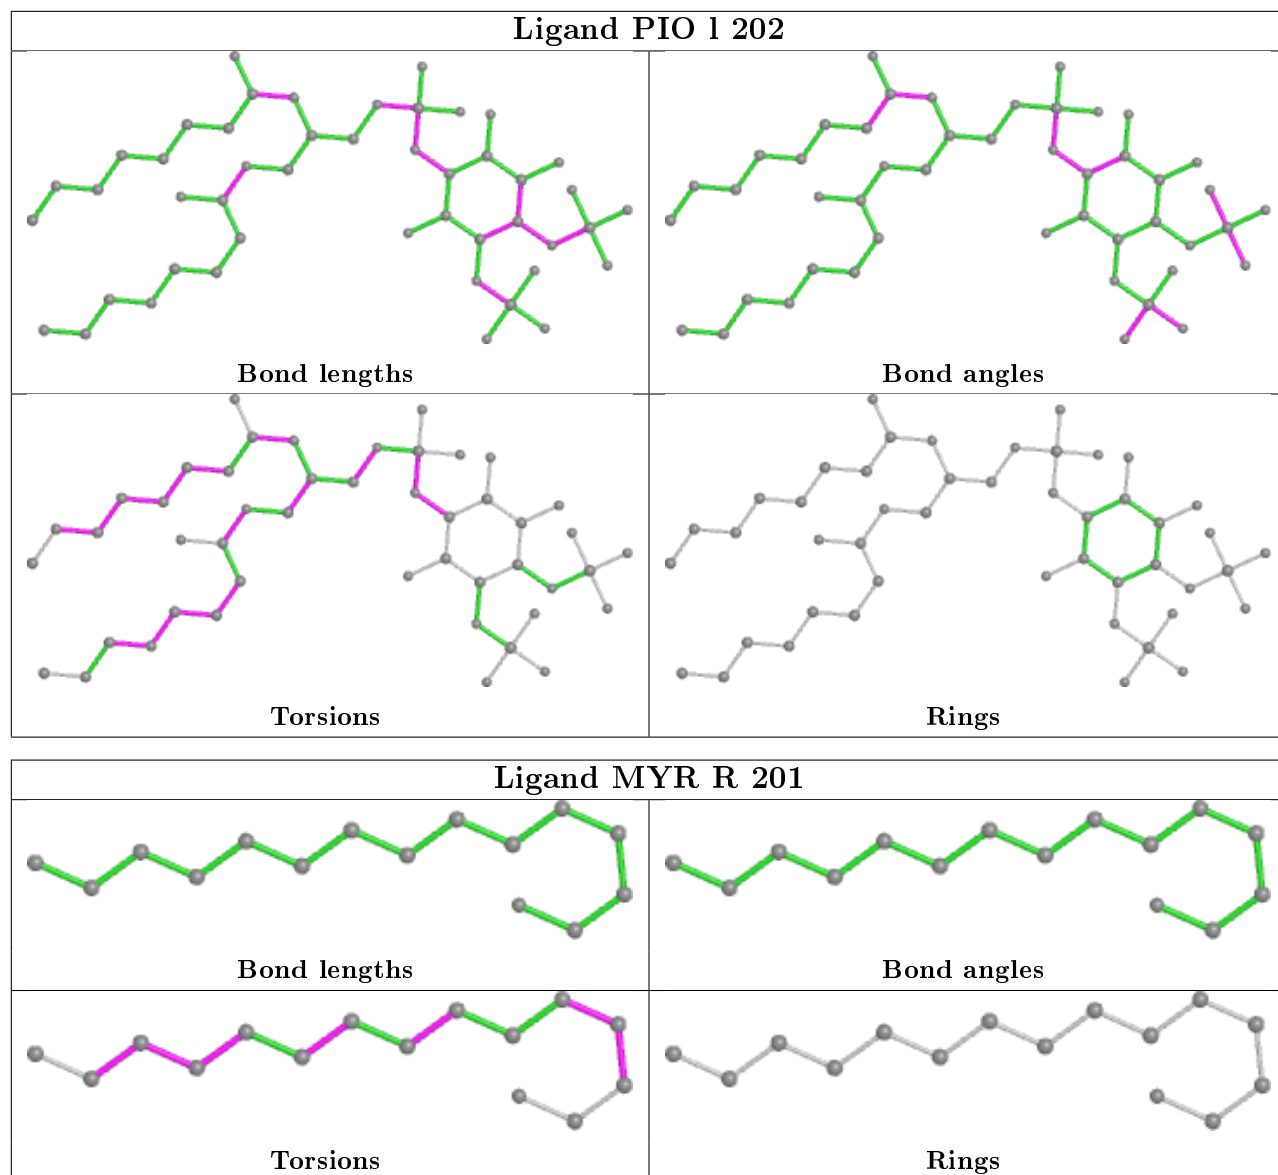 Ligand PIO l 202
Bond lengths
Bond angles
Torsions
Rings
Ligand MYR R 201
Bond lengths
Bond angles
Torsions
Rings